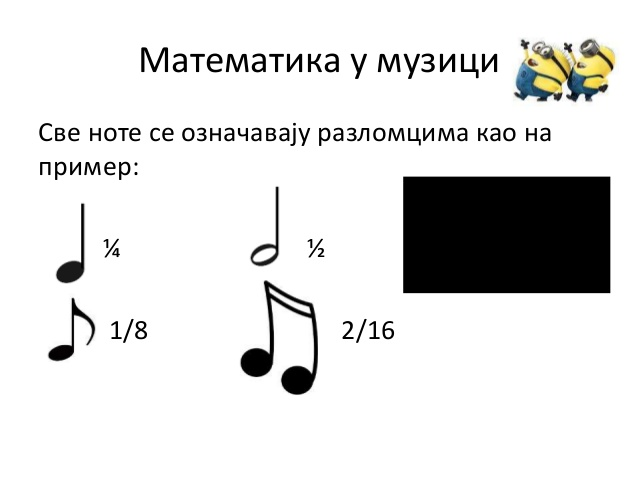 Математика у музици
Све ноте се означавају разломцима као на
пример:
¼ ½
1/8 2/16